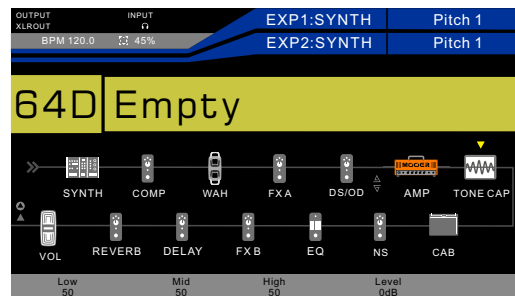 OUTPUT INPUT EXP1:SYNTH Pitch 1
XLROUT
BPM 120.0 45% EXP2:SYNTH Pitch 1
64D Empty
MOOER
SYNTH COMP WAH FX A DS/OD AMP TONE CAP
VOL REVERB DELAY FX B EQ NS CAB
Low Mid High Level
50 50 50 0dB